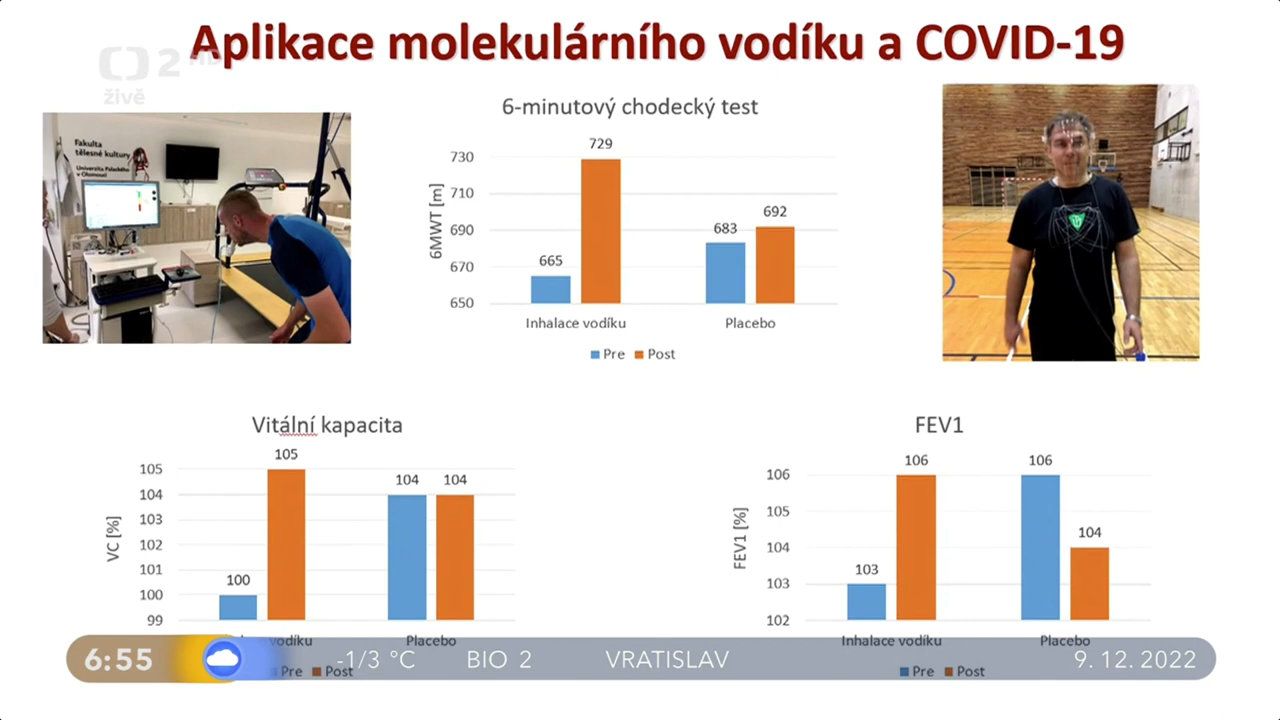 Aplikace molekulárního vodíku a COVID-19
2 HD
živě
Fakulta
tělesné kultury
Univerzita Palackého
v Olomouci
6-minutový chodecký test
6MWT [m]
730
710
690
670
650
665
729
683
692
Inhalace vodíku
Placebo
Pre
Post
Vitální kapacita
VC [%]
105
104
103
102
101
100
99
100
105
104
104
vodíku
Placebo
Pre
Post
FEV1
FEV1 [%]
106
105
104
103
102
103
106
106
104
Inhalace vodíku
Placebo
Pre
Post
6:55
-1/3 °C
BIO 2
VRATISLAV
9. 12. 2022